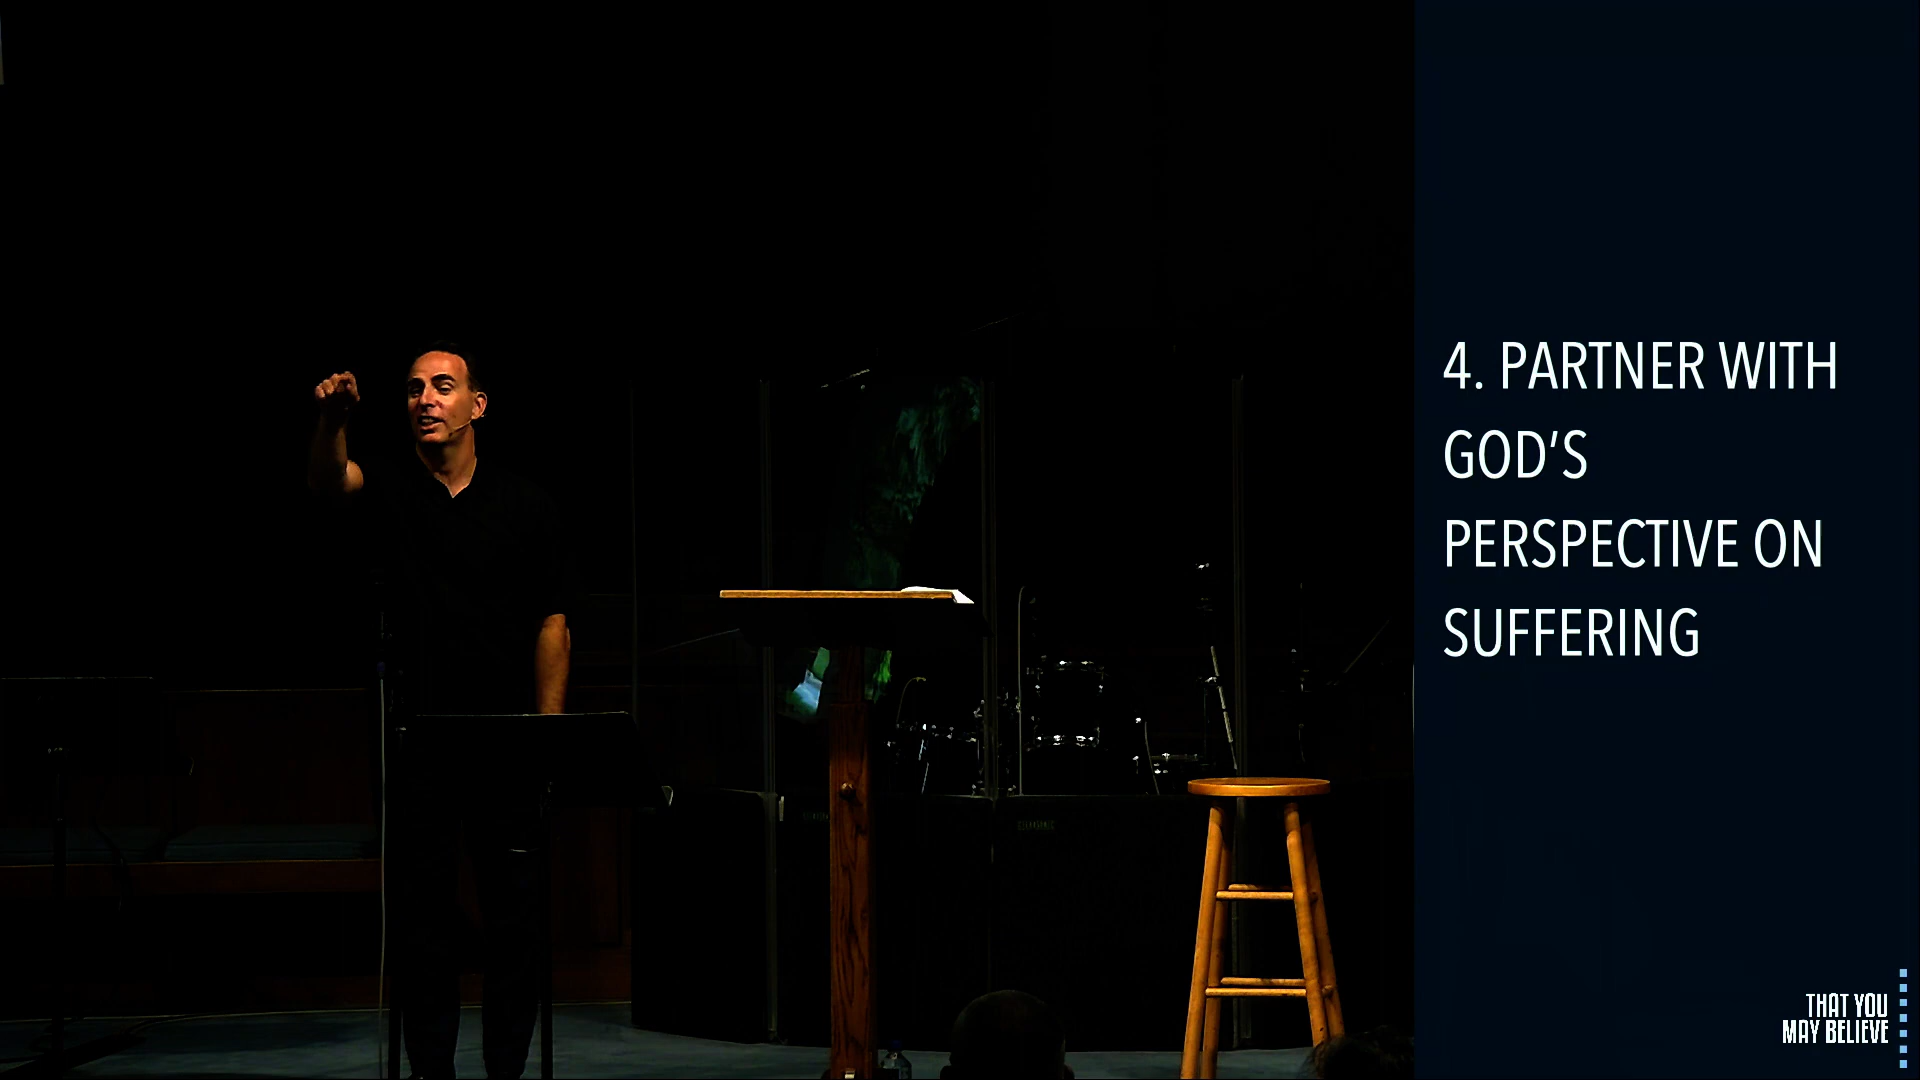 4. PARTNER WITH
GOD'S
PERSPECTIVE ON
SUFFERING
THAT YOU
MAY BELIEVE